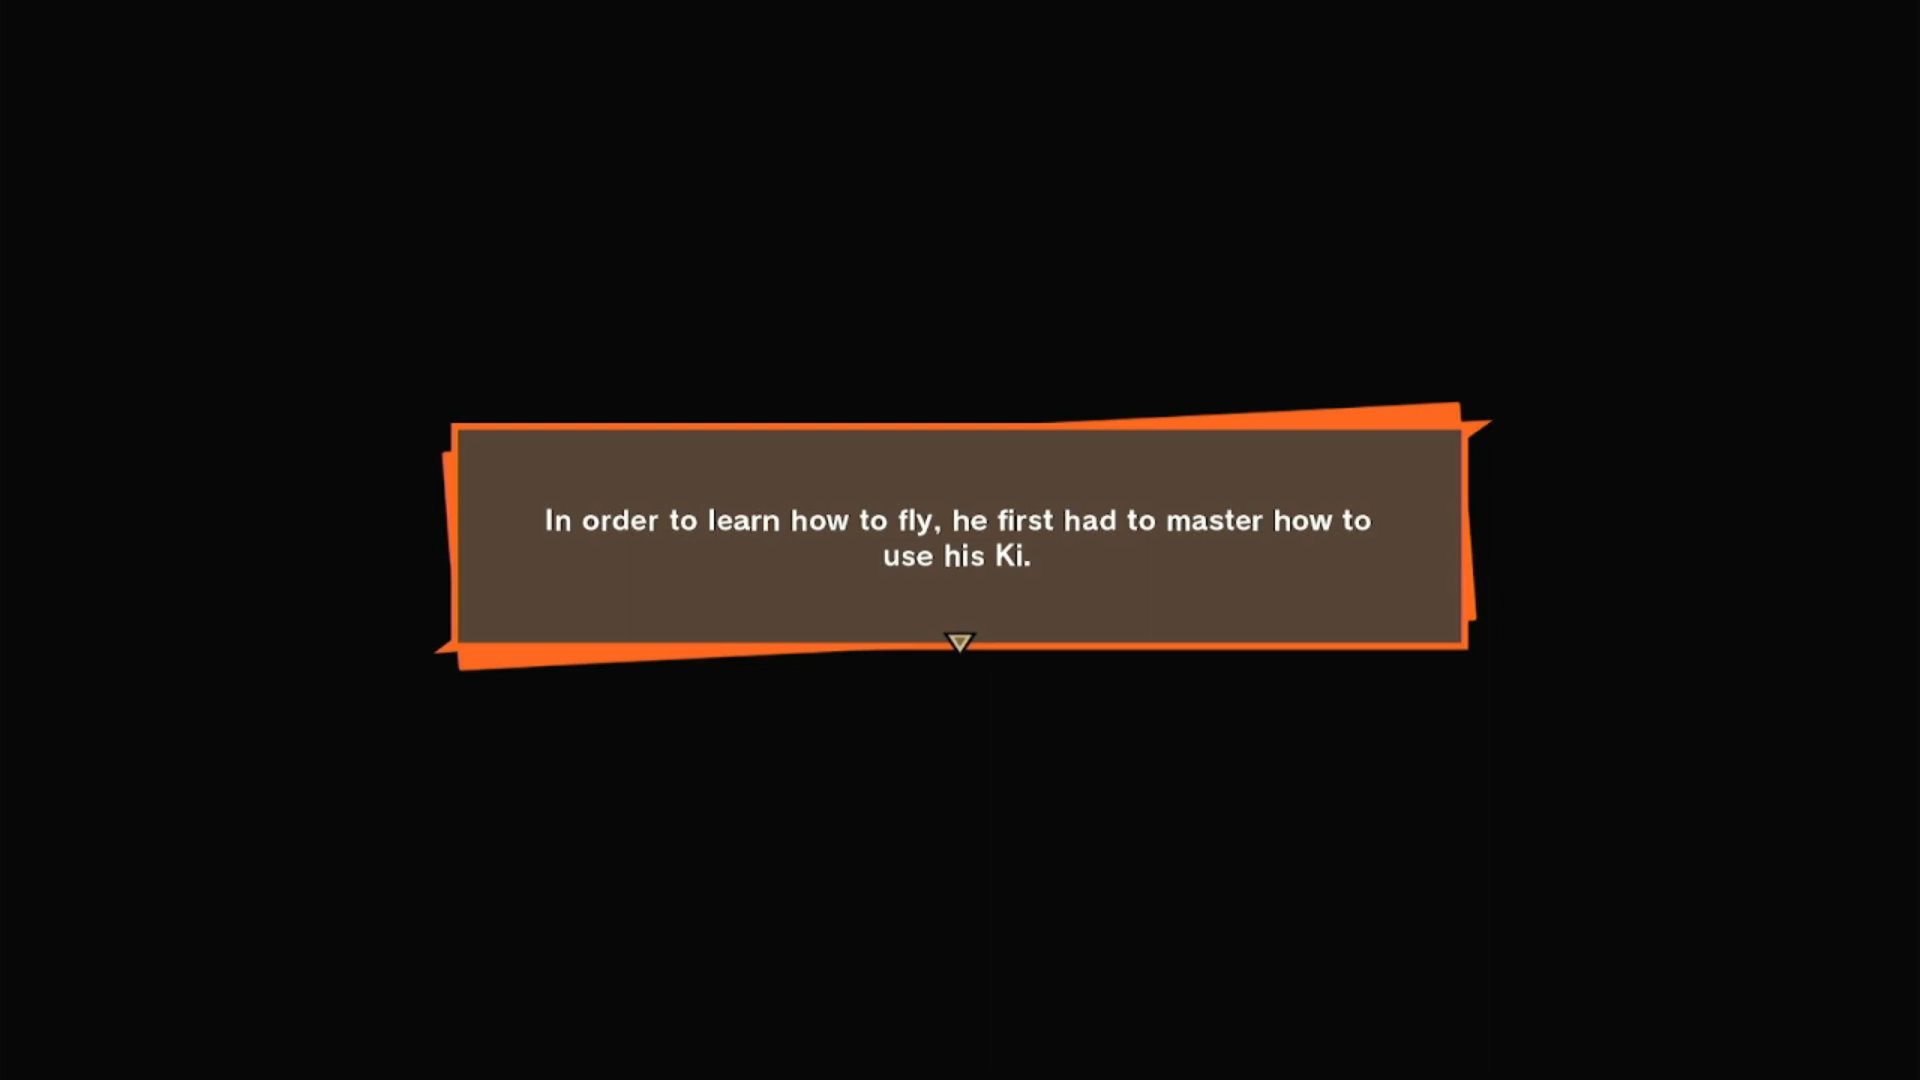 In order to learn how to fly, he first had to master how to
use his Ki.